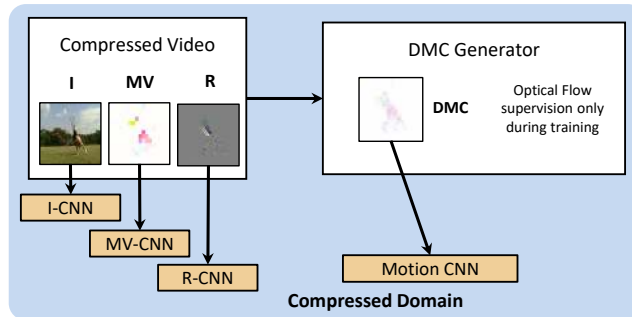 Compressed Video
I MV R
I-CNN
MV-CNN
R-CNN
DMC Generator
DMC
Optical Flow
supervision only
during training
Motion CNN
Compressed Domain